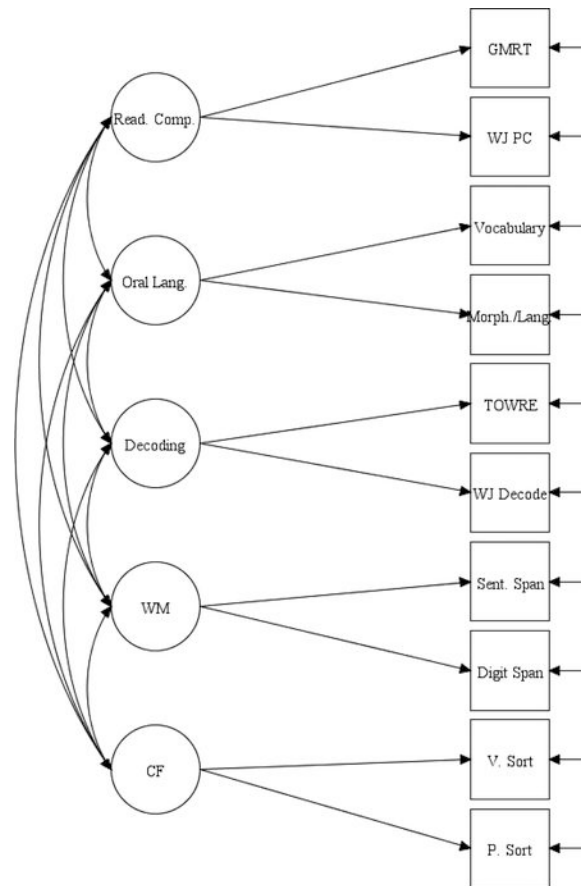 GMRT
Read. Comp.
WJ PC
Vocabulary
Oral Lang.
Morph./Lang
TOWRE
Decoding
WJ Decode
Sent. Span
WM
Digit Span
V. Sort
CF
P. Sort